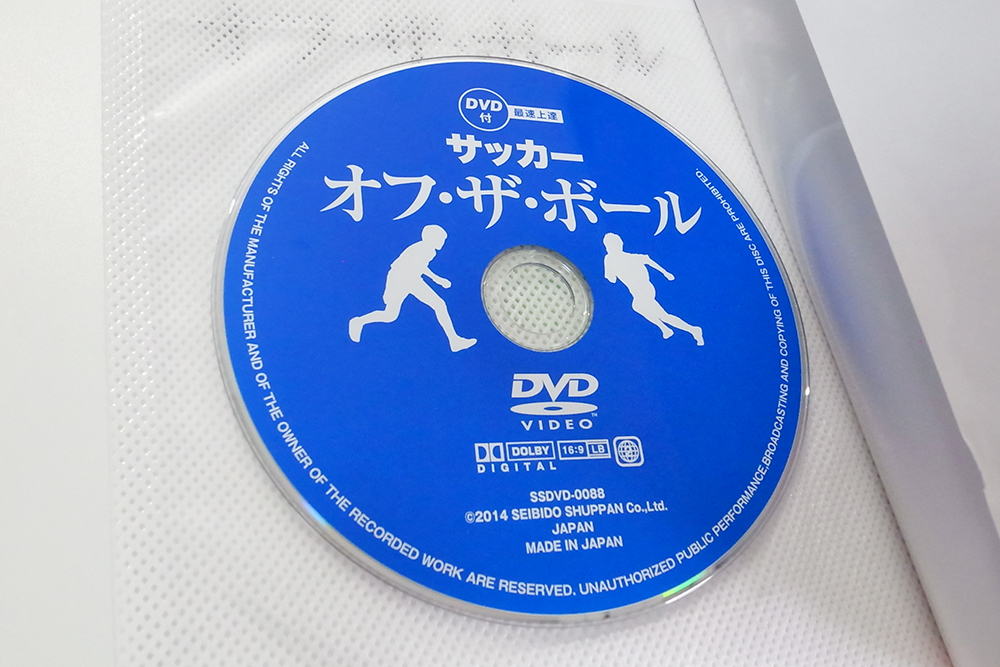 DVD
付
最速上達
サッカー
オフ・ザ・ボール
DVD
VIDEO
TM
DOLBY
DIGITAL
16:9 LB
SSDVD-0088
©2014 SEIBIDO SHUPPAN Co.,Ltd.
JAPAN
MADE IN JAPAN
ALL RIGHTS OF THE MANUFACTURER AND OF THE OWNER OF THE RECORDED WORK ARE RESERVED. UNAUTHORIZED PUBLIC PERFORMANCE,BROADCASTING AND COPYING OF THIS DISC ARE PROHIBITED.